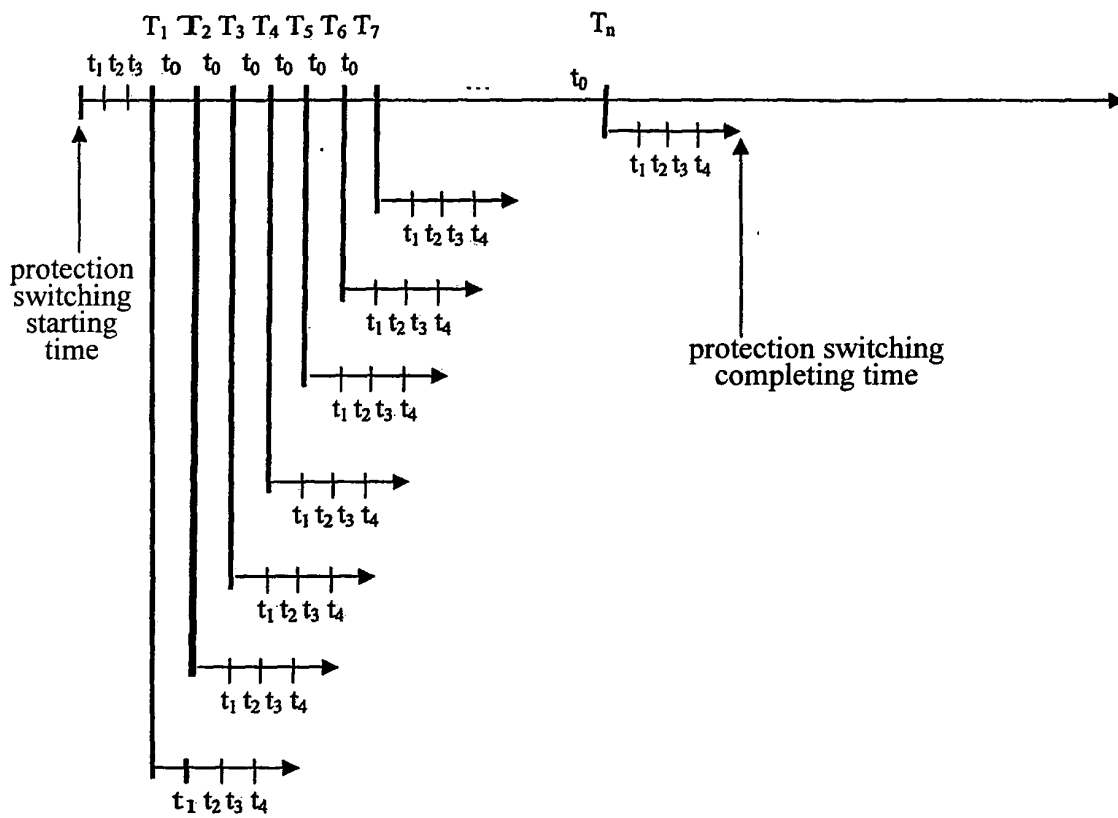 T₁ T₂ T₃ T₄ T₅ T₆ T₇ Tₙ
t₁ t₂ t₃ t₀ t₀ t₀ t₀ t₀ t₀ ... t₀
t₁ t₂ t₃ t₄
t₁ t₂ t₃ t₄
protection
switching
starting
time
t₁ t₂ t₃ t₄
protection switching
completing time
t₁ t₂ t₃ t₄
t₁ t₂ t₃ t₄
t₁ t₂ t₃ t₄
t₁ t₂ t₃ t₄
t₁ t₂ t₃ t₄